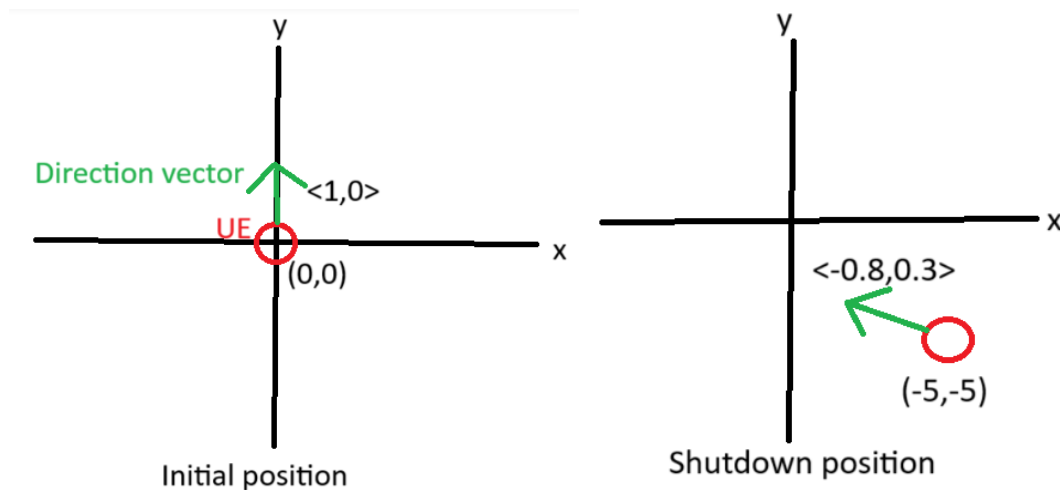 y
Direction vector
<1,0>
UE
x
(0,0)
Initial position
y
x
<-0.8,0.3>
(-5,-5)
Shutdown position